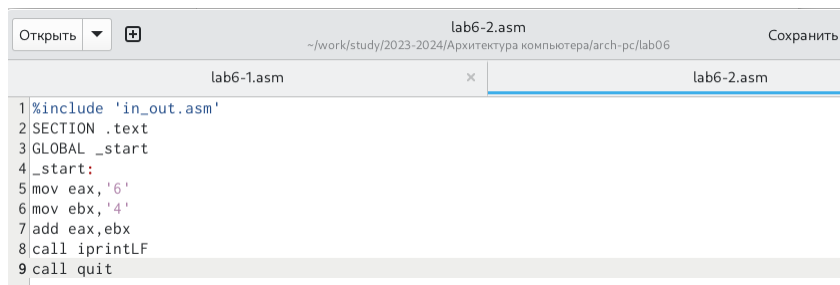 Открыть
lab6-2.asm
~/work/study/2023-2024/Архитектура компьютера/arch-pc/lab06
Сохранить
lab6-1.asm ×
lab6-2.asm
1 %include 'in_out.asm'
2 SECTION .text
3 GLOBAL _start
4 _start:
5 mov eax,'6'
6 mov ebx,'4'
7 add eax,ebx
8 call iprintLF
9 call quit